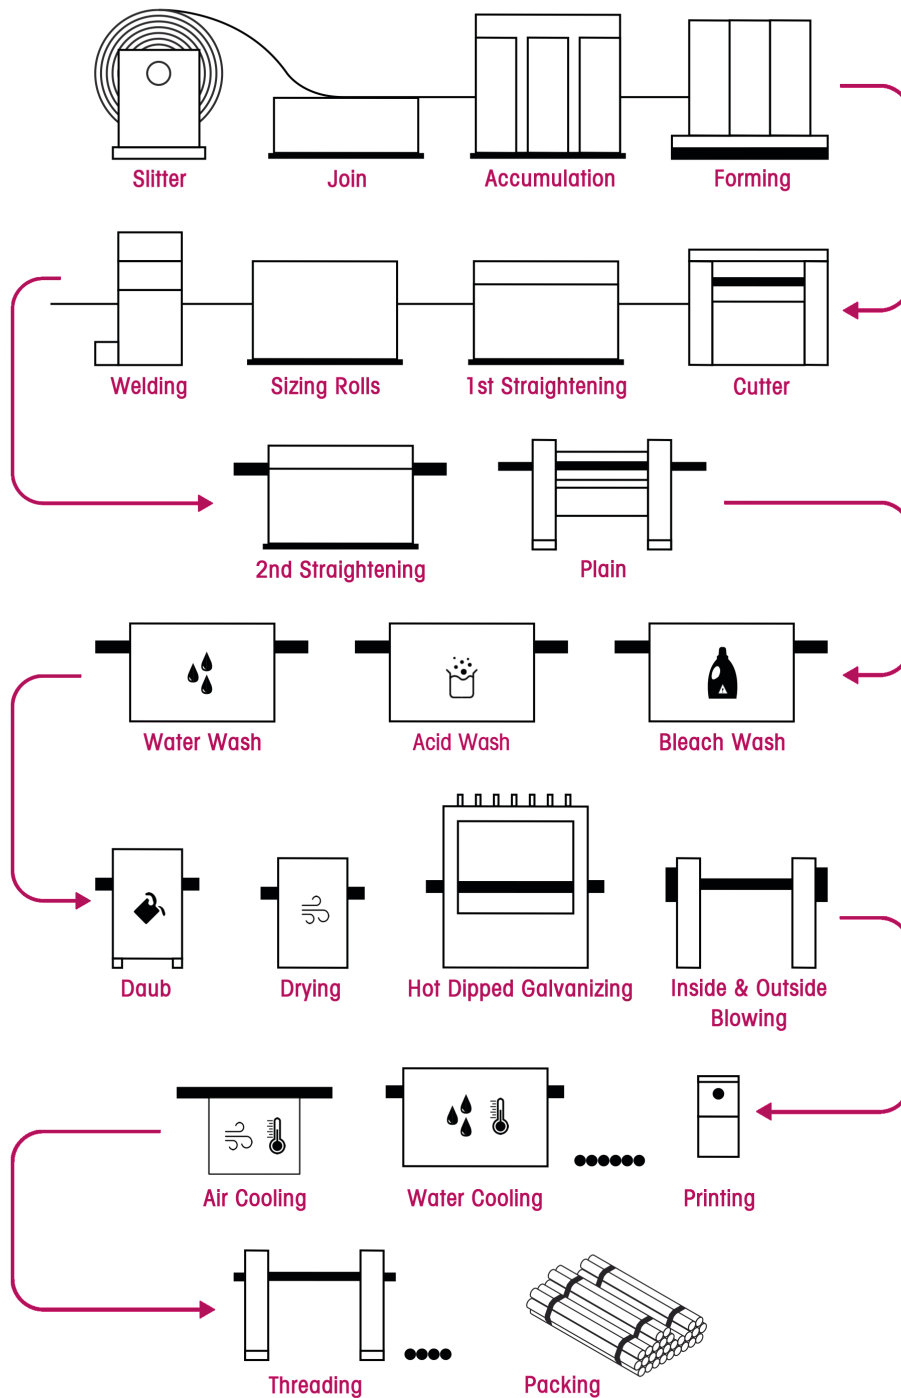 Slitter
Join
Accumulation
Forming
Welding
Sizing Rolls
1st Straightening
Cutter
2nd Straightening
Plain
Water Wash
Acid Wash
Bleach Wash
Daub
Drying
Hot Dipped Galvanizing
Inside & Outside
Blowing
Air Cooling
Water Cooling
Printing
Threading
Packing